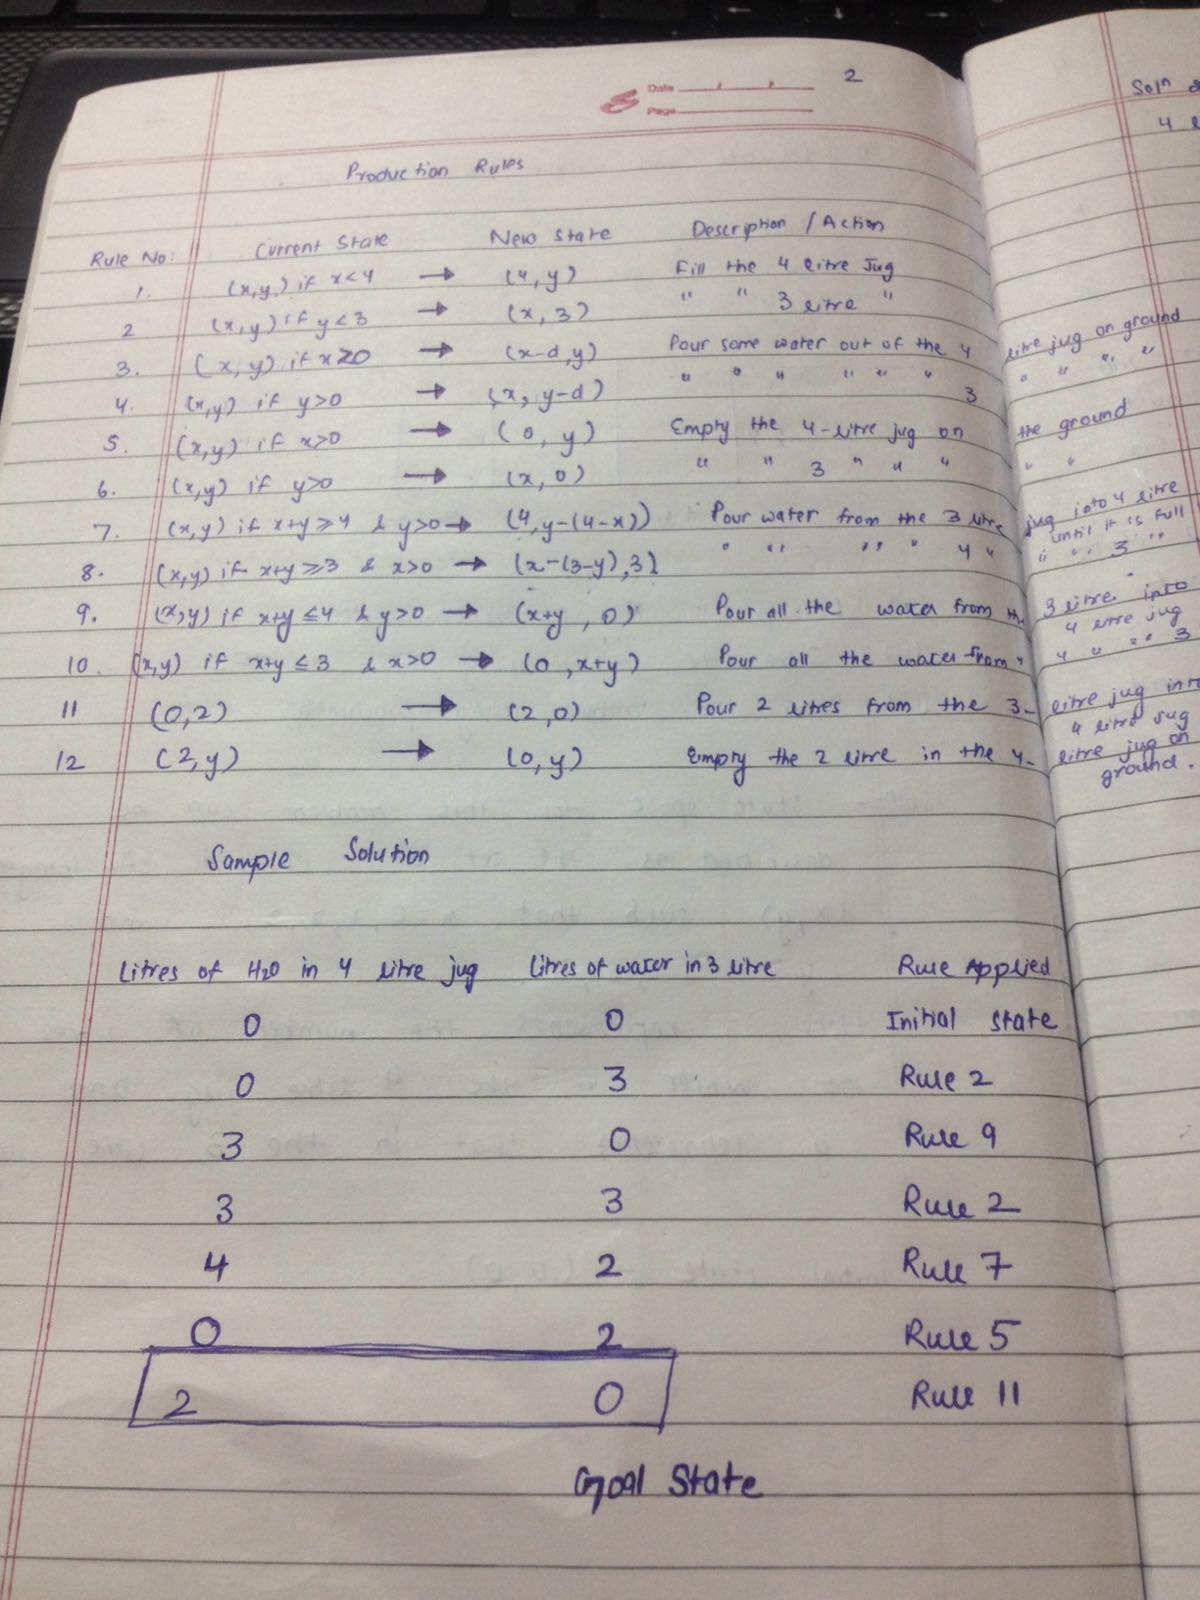 2
Date
Page
Soln
4
Production Rules
Rule No: Current State New State Description / Action
1. (x,y) if x<4 → (4,y) Fill the 4 litre Jug
2 (x,y) if y<3 → (x,3) " " 3 litre "
3. (x,y) if x≥0 → (x-d,y) Pour some water out of the 4 litre jug on ground
4. (x,y) if y>0 → (x, y-d) " " " " " " 3 " " " "
5. (x,y) if x>0 → (0, y) Empty the 4-litre jug on the ground
6. (x,y) if y>0 → (x,0) " " 3 " " " " "
7. (x,y) if x+y≥4 & y>0 → (4,y-(4-x)) Pour water from the 3 litre jug into 4 litre
until it is full
8. (x,y) if x+y≥3 & x>0 → (x-(3-y),3) " " " " 4 " " " 3 "
9. (x,y) if x+y≤4 & y>0 → (x+y, 0) Pour all the water from the 3 litre into
4 litre jug
10. (x,y) if x+y≤3 & x>0 → (0, x+y) Pour all the water from " 4 " " " 3
11 (0,2) → (2,0) Pour 2 litres from the 3- litre jug into
4 litre jug
12 (2,y) → (0,y) Empty the 2 litre in the 4- litre jug on
ground.
Sample Solution
Litres of H2O in 4 litre jug Litres of water in 3 litre Rule Applied
0 0 Initial state
0 3 Rule 2
3 0 Rule 9
3 3 Rule 2
4 2 Rule 7
0 2 Rule 5
2 0 Rule 11
Goal State